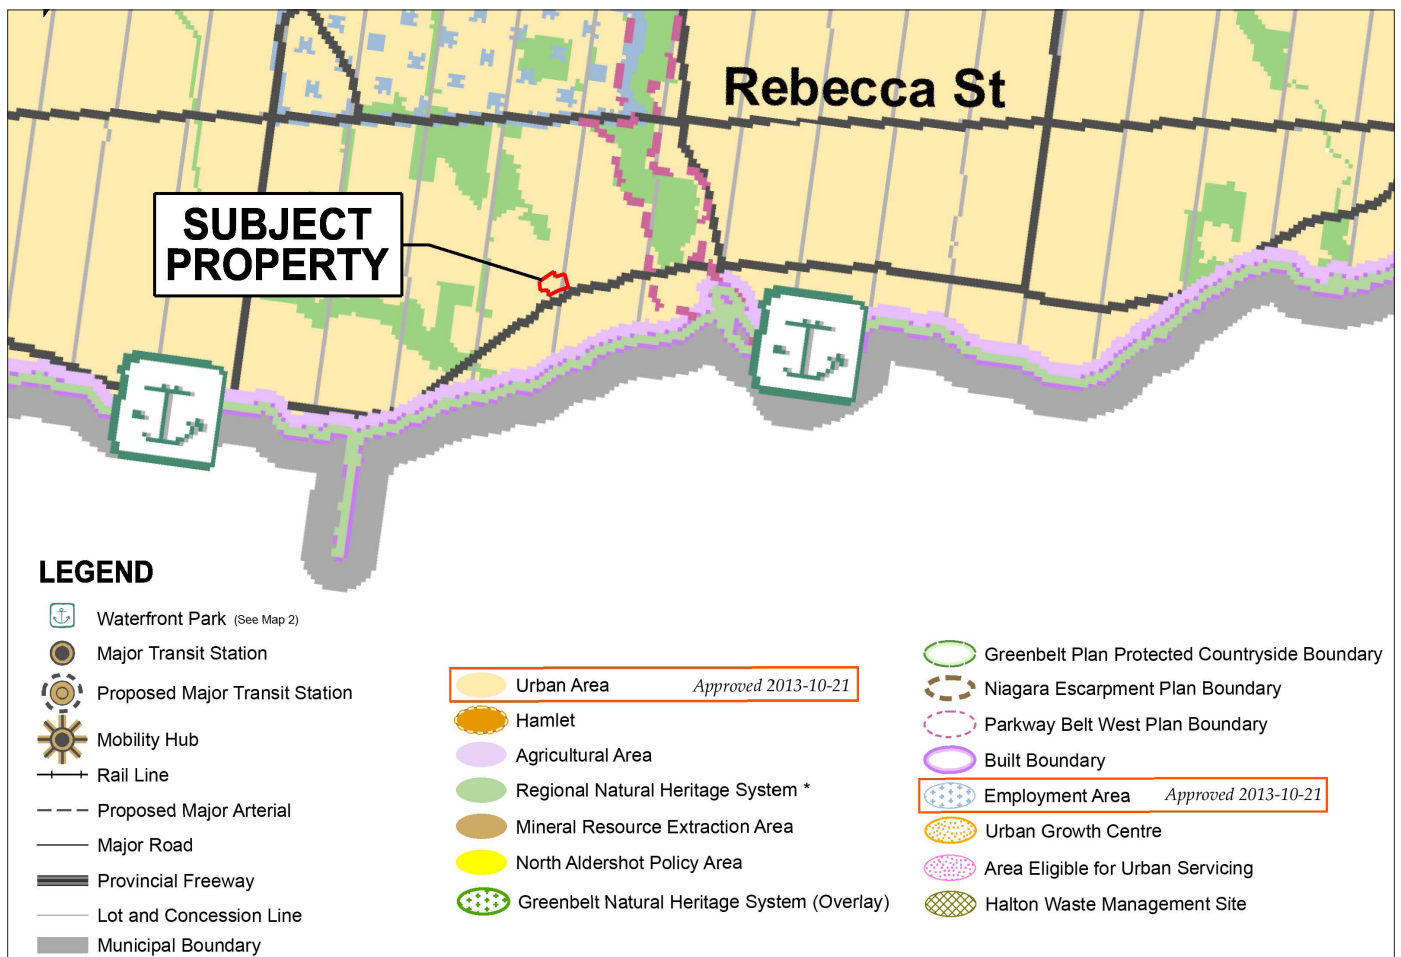 Rebecca St
SUBJECT
PROPERTY
LEGEND
Waterfront Park (See Map 2)
Major Transit Station
Proposed Major Transit Station
Mobility Hub
Rail Line
Proposed Major Arterial
Major Road
Provincial Freeway
Lot and Concession Line
Municipal Boundary
Urban Area Approved 2013-10-21
Hamlet
Agricultural Area
Regional Natural Heritage System *
Mineral Resource Extraction Area
North Aldershot Policy Area
Greenbelt Natural Heritage System (Overlay)
Greenbelt Plan Protected Countryside Boundary
Niagara Escarpment Plan Boundary
Parkway Belt West Plan Boundary
Built Boundary
Employment Area Approved 2013-10-21
Urban Growth Centre
Area Eligible for Urban Servicing
Halton Waste Management Site